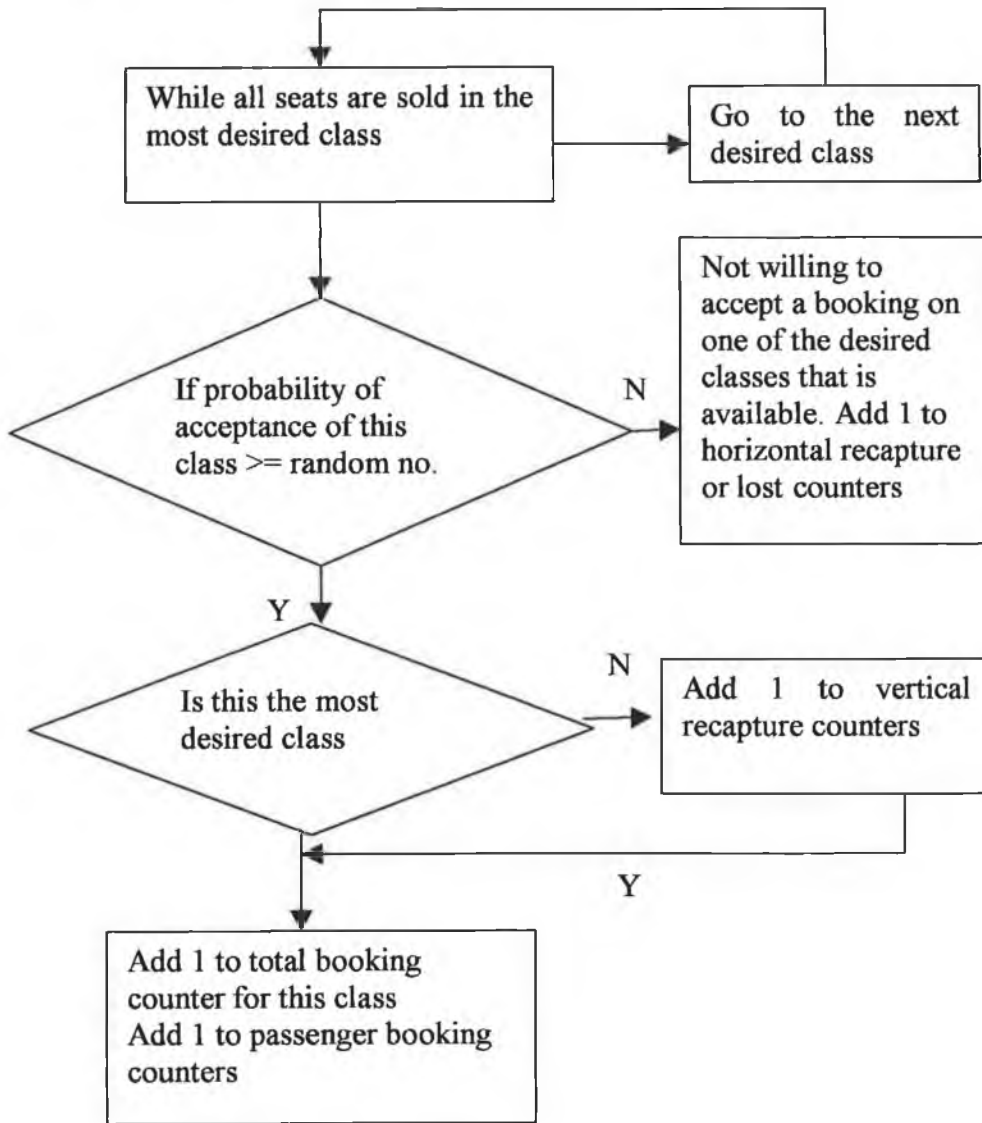 While all seats are sold in the
most desired class
Go to the next
desired class
Not willing to
accept a booking on
one of the desired
classes that is
available. Add 1 to
horizontal recapture
or lost counters
If probability of
acceptance of this
class >= random no.
N
Y
Is this the most
desired class
N
Add 1 to vertical
recapture counters
Y
Add 1 to total booking
counter for this class
Add 1 to passenger booking
counters